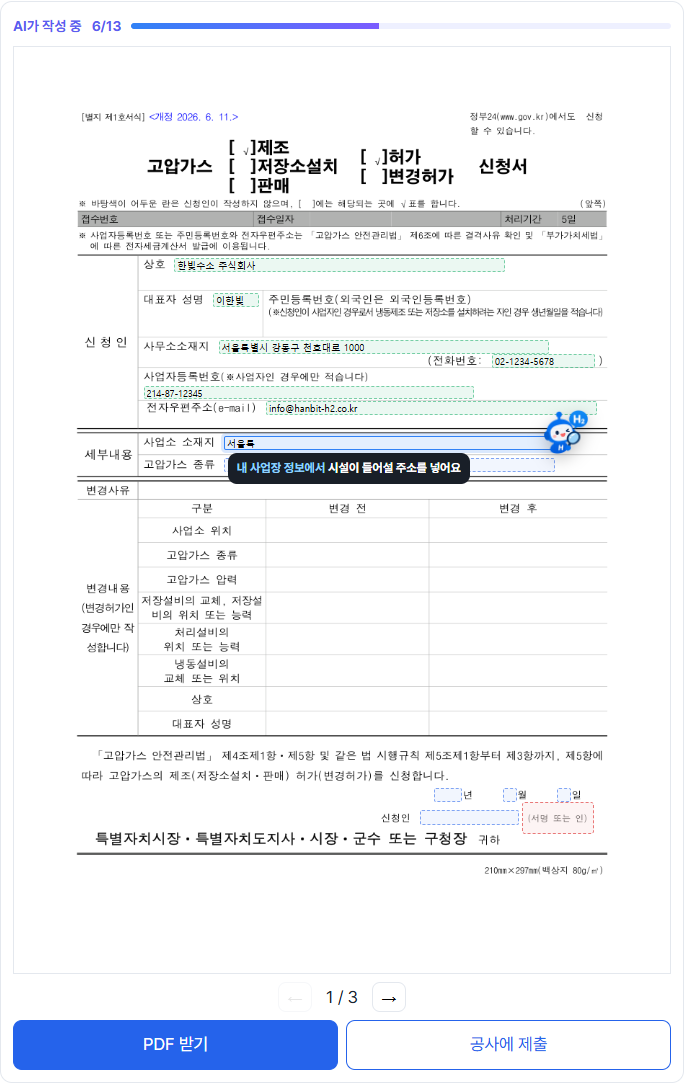 AI가 작성 중 6/13
[별지 제1호서식] <개정 2026. 6. 11.>
정부24(www.gov.kr)에서도 신청
할 수 있습니다.
고압가스
[ √ ]제조
[ ]저장소설치
[ ]판매
[ √ ]허가
[ ]변경허가
신청서
※ 바탕색이 어두운 란은 신청인이 작성하지 않으며, [ ]에는 해당되는 곳에 √표를 합니다. (앞쪽)
접수번호 접수일자 처리기간 5일
※ 사업자등록번호 또는 주민등록번호와 전자우편주소는 「고압가스 안전관리법」 제6조에 따른 결격사유 확인 및 「부가가치세법」
에 따른 전자세금계산서 발급에 이용됩니다.
신청인
상호 한빛수소 주식회사
대표자 성명 이한빛
주민등록번호(외국인은 외국인등록번호)
(※신청인이 사업자인 경우로서 냉동제조 또는 저장소를 설치하려는 자인 경우 생년월일을 적습니다)
사무소소재지 서울특별시 강동구 천호대로 1000
(전화번호: 02-1234-5678 )
사업자등록번호(※사업자인 경우에만 적습니다)
214-87-12345
전자우편주소(e-mail) info@hanbit-h2.co.kr
세부내용
사업소 소재지 서울특
H₂
H
고압가스 종류
내 사업장 정보에서 시설이 들어설 주소를 넣어요
변경사유
구분 변경 전 변경 후
변경내용
(변경허가인
경우에만 작
성합니다)
사업소 위치
고압가스 종류
고압가스 압력
저장설비의 교체, 저장설
비의 위치 또는 능력
처리설비의
위치 또는 능력
냉동설비의
교체 또는 위치
상호
대표자 성명
「고압가스 안전관리법」 제4조제1항ㆍ제5항 및 같은 법 시행규칙 제5조제1항부터 제3항까지, 제5항에
따라 고압가스의 제조(저장소설치ㆍ판매) 허가(변경허가)를 신청합니다.
년 월 일
신청인 (서명 또는 인)
특별자치시장ㆍ특별자치도지사ㆍ시장ㆍ군수 또는 구청장 귀하
210mm×297mm(백상지 80g/㎡)
← 1 / 3 →
PDF 받기
공사에 제출